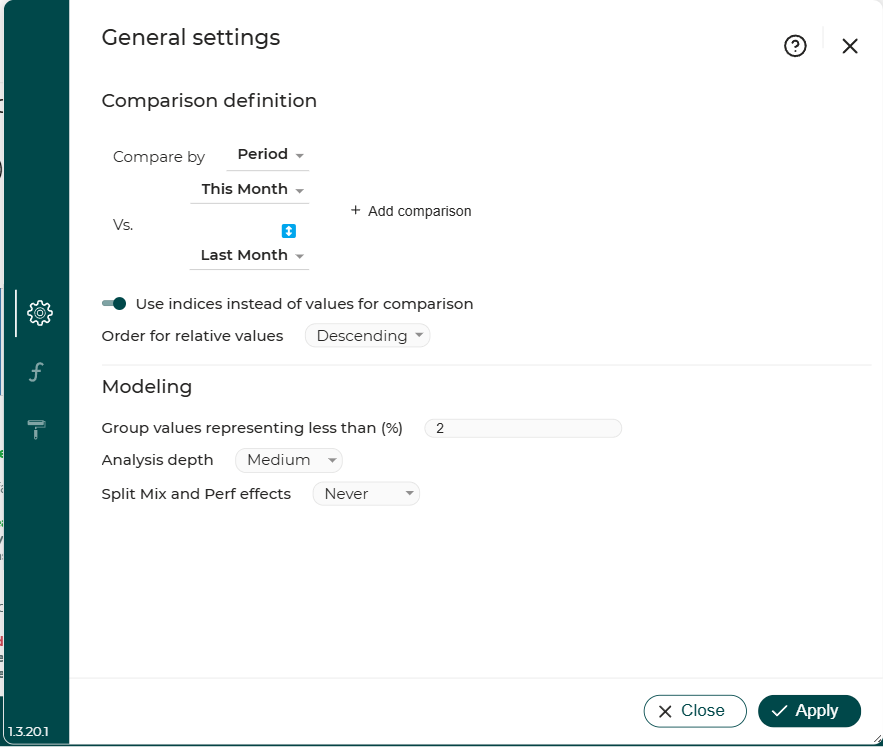 General settings
Comparison definition
Compare by Period
This Month
Vs.
+ Add comparison
Last Month
Use indices instead of values for comparison
Order for relative values Descending
Modeling
Group values representing less than (%) 2
Analysis depth Medium
Split Mix and Perf effects Never
Close Apply
1.3.20.1